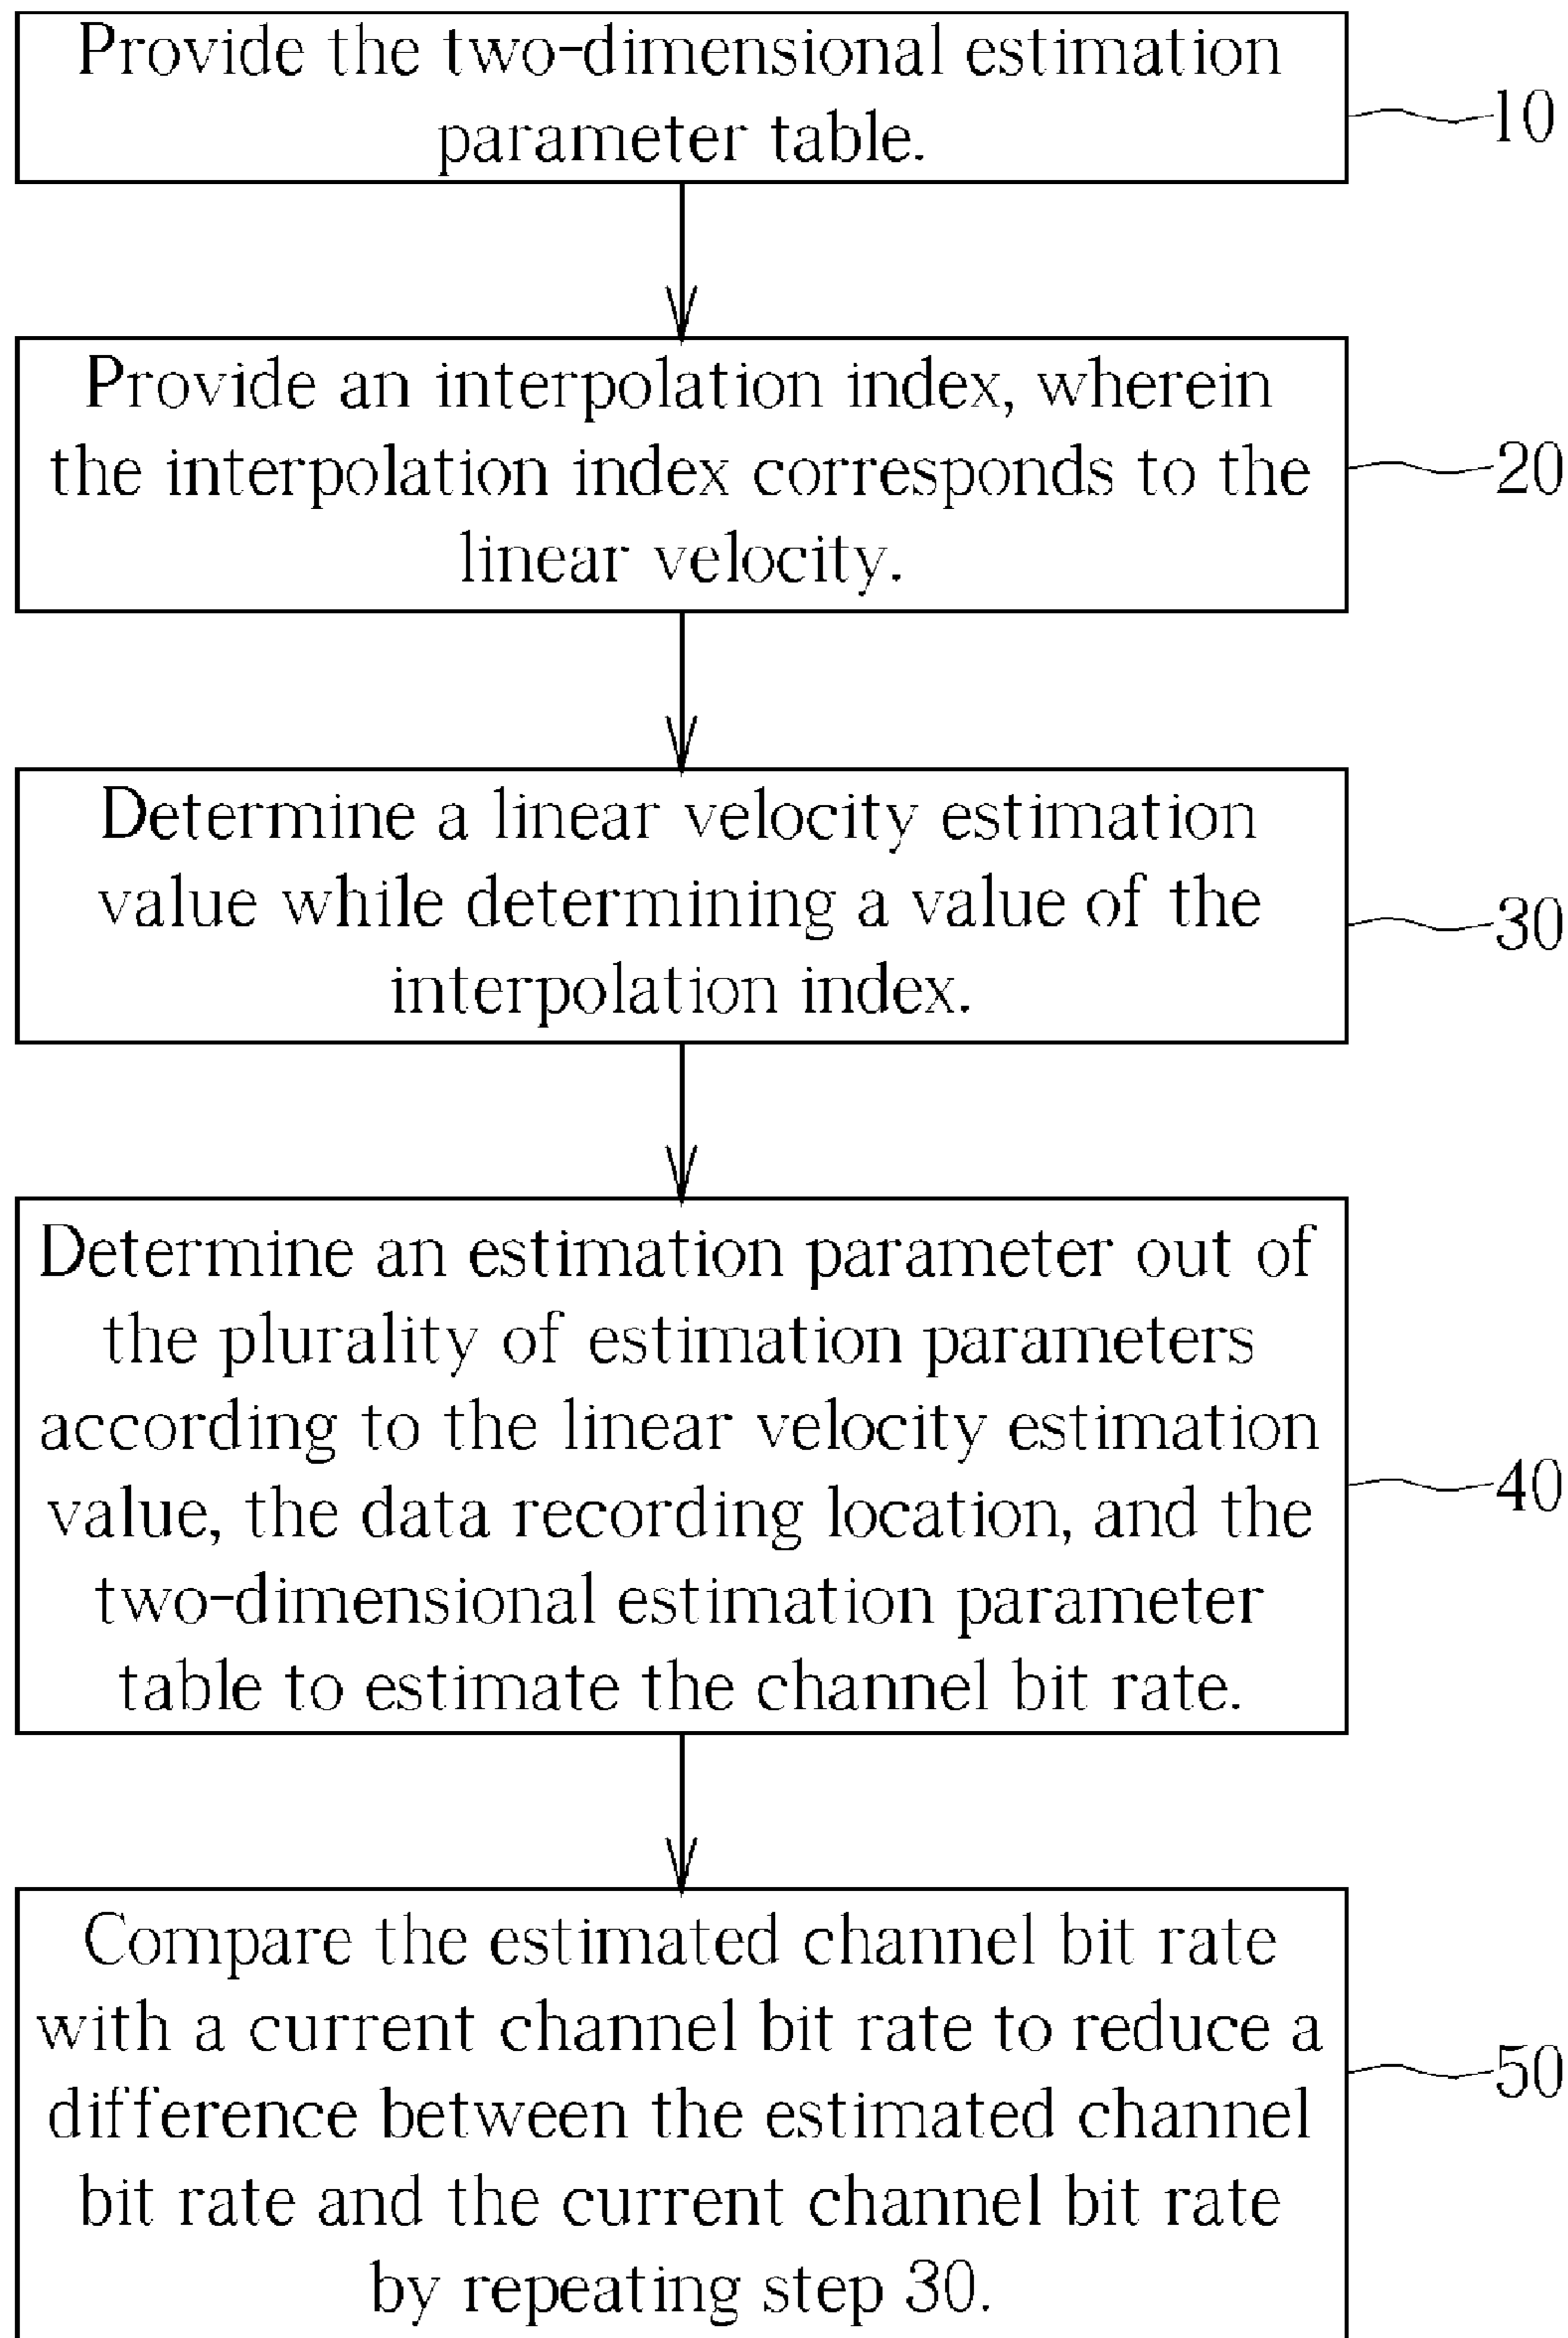 Provide the two-dimensional estimation
parameter table.
10
Provide an interpolation index, wherein
the interpolation index corresponds to the
linear velocity.
20
Determine a linear velocity estimation
value while determining a value of the
interpolation index.
30
Determine an estimation parameter out of
the plurality of estimation parameters
according to the linear velocity estimation
value, the data recording location, and the
two-dimensional estimation parameter
table to estimate the channel bit rate.
40
Compare the estimated channel bit rate
with a current channel bit rate to reduce a
difference between the estimated channel
bit rate and the current channel bit rate
by repeating step 30.
50